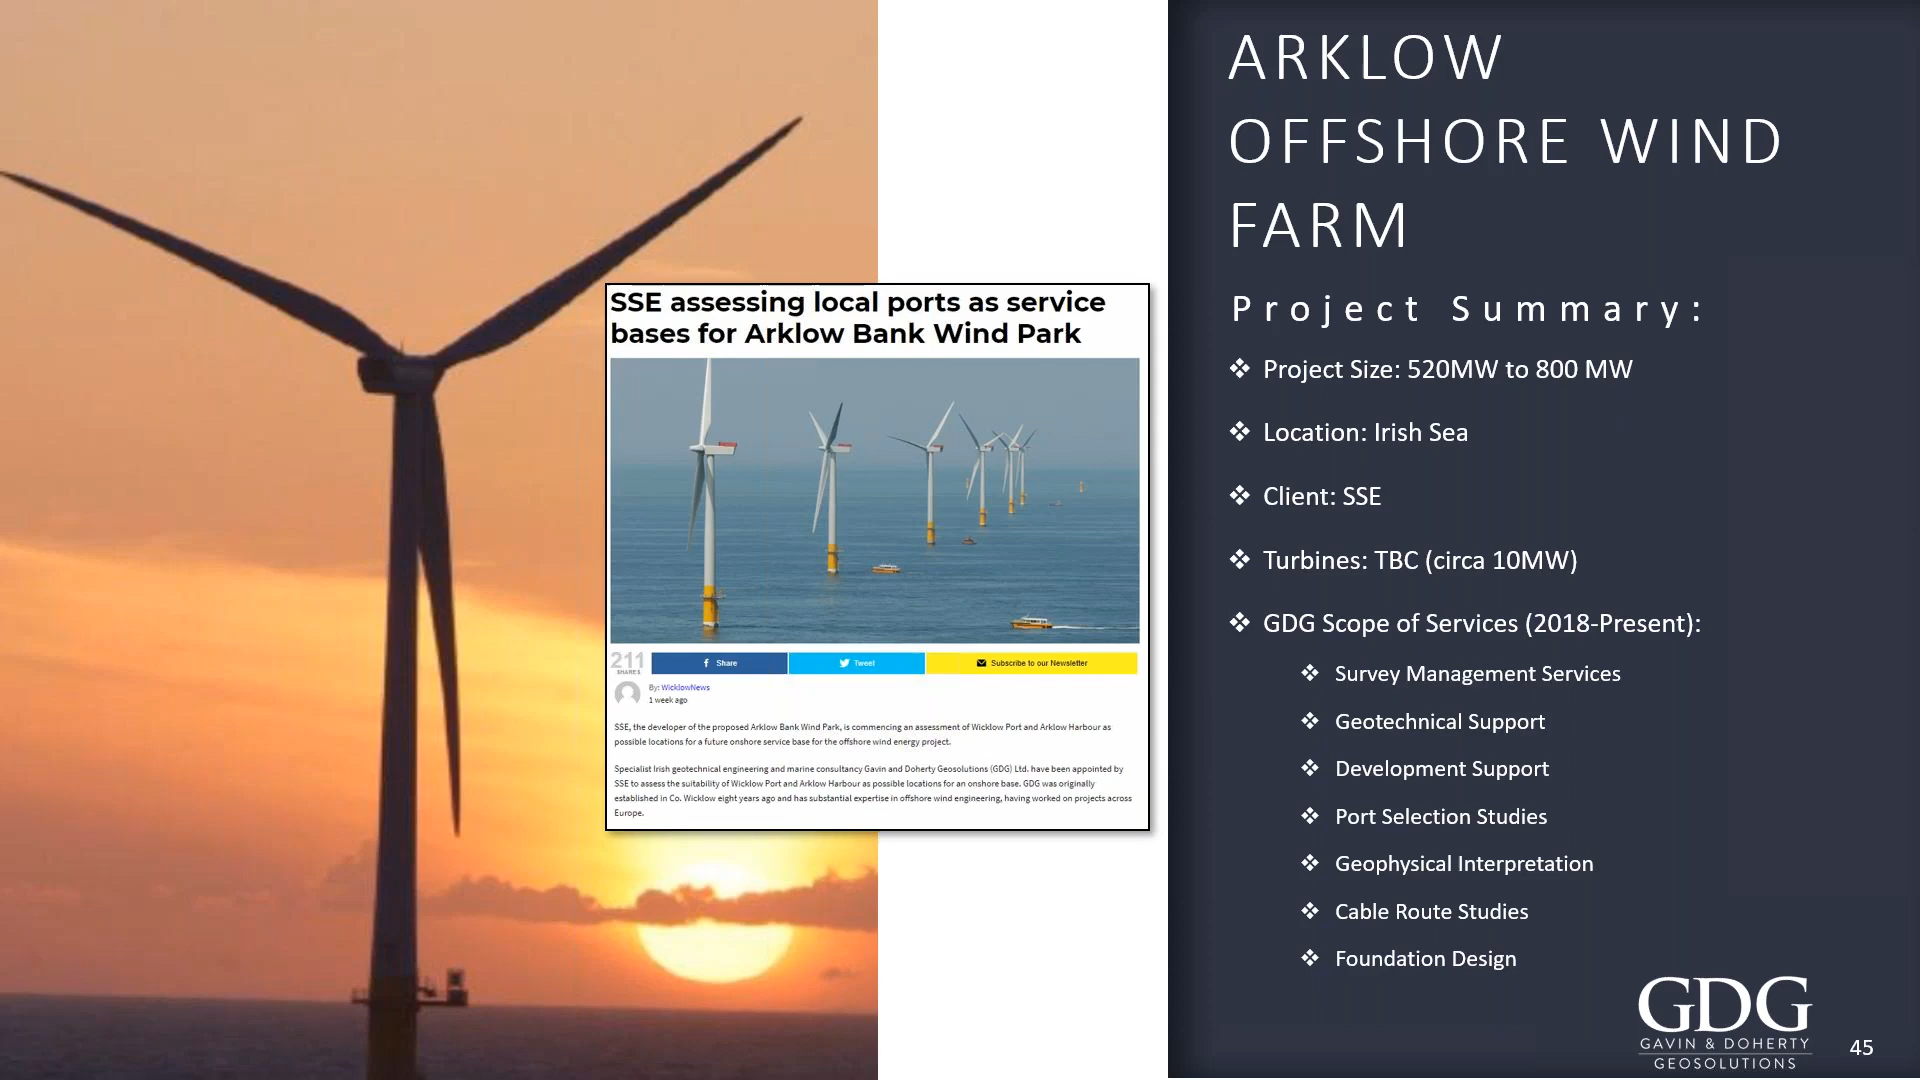 ARKLOW
OFFSHORE WIND
FARM
Project Summary:
❖ Project Size: 520MW to 800 MW
❖ Location: Irish Sea
❖ Client: SSE
❖ Turbines: TBC (circa 10MW)
❖ GDG Scope of Services (2018-Present):
❖ Survey Management Services
❖ Geotechnical Support
❖ Development Support
❖ Port Selection Studies
❖ Geophysical Interpretation
❖ Cable Route Studies
❖ Foundation Design
SSE assessing local ports as service
bases for Arklow Bank Wind Park
211
SHARES
Share
Tweet
Subscribe to our Newsletter
By: WicklowNews
1 week ago
SSE, the developer of the proposed Arklow Bank Wind Park, is commencing an assessment of Wicklow Port and Arklow Harbour as
possible locations for a future onshore service base for the offshore wind energy project.
Specialist Irish geotechnical engineering and marine consultancy Gavin and Doherty Geosolutions (GDG) Ltd. have been appointed by
SSE to assess the suitability of Wicklow Port and Arklow Harbour as possible locations for an onshore base. GDG was originally
established in Co. Wicklow eight years ago and has substantial expertise in offshore wind engineering, having worked on projects across
Europe.
GDG
GAVIN & DOHERTY
GEOSOLUTIONS
45